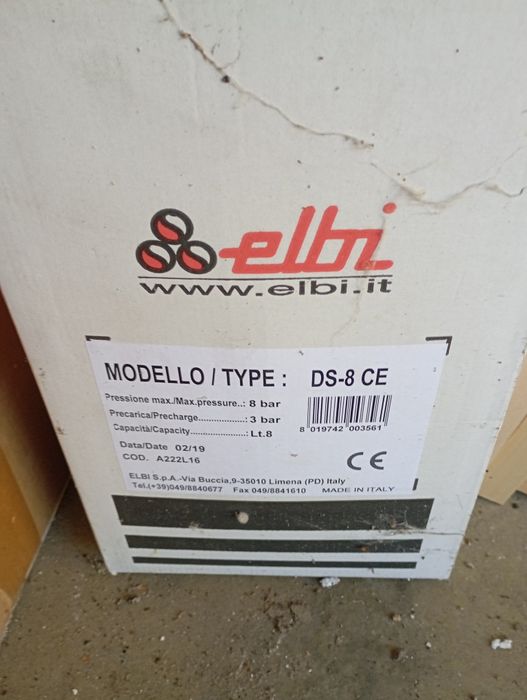 elbi
www.elbi.it
MODELLO / TYPE : DS-8 CE
Pressione max./Max.pressure..: 8 bar
Precarica/Precharge..................: 3 bar
Capacità/Capacity.....................: Lt.8
8 019742 003561
Data/Date 02/19
COD. A222L16
CE
ELBI S.p.A.-Via Buccia,9-35010 Limena (PD) Italy
Tel.(+39)049/8840677 Fax 049/8841610 MADE IN ITALY